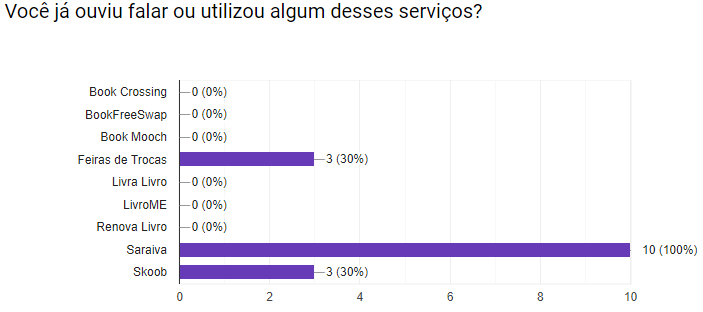 Você já ouviu falar ou utilizou algum desses serviços?
Book Crossing 0 (0%)
BookFreeSwap 0 (0%)
Book Mooch 0 (0%)
Feiras de Trocas 3 (30%)
Livra Livro 0 (0%)
LivroME 0 (0%)
Renova Livro 0 (0%)
Saraiva 10 (100%)
Skoob 3 (30%)
0 2 4 6 8 10